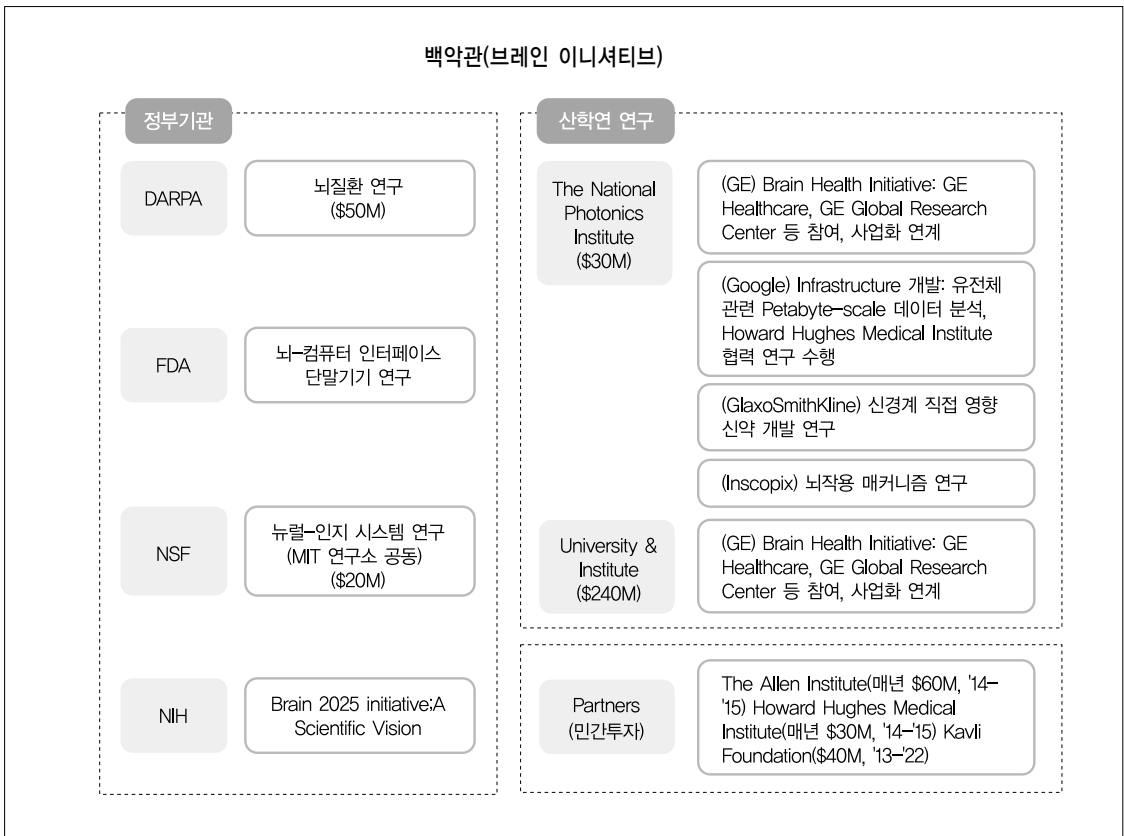 백악관(브레인 이니셔티브)
정부기관
DARPA
뇌질환 연구
($50M)
FDA
뇌-컴퓨터 인터페이스
단말기기 연구
NSF
뉴럴-인지 시스템 연구
(MIT 연구소 공동)
($20M)
NIH
Brain 2025 initiative;A
Scientific Vision
산학연 연구
The National
Photonics
Institute
($30M)
(GE) Brain Health Initiative: GE
Healthcare, GE Global Research
Center 등 참여, 사업화 연계
(Google) Infrastructure 개발: 유전체
관련 Petabyte-scale 데이터 분석,
Howard Hughes Medical Institute
협력 연구 수행
(GlaxoSmithKline) 신경계 직접 영향
신약 개발 연구
(Inscopix) 뇌작용 매커니즘 연구
University &
Institute
($240M)
(GE) Brain Health Initiative: GE
Healthcare, GE Global Research
Center 등 참여, 사업화 연계
Partners
(민간투자)
The Allen Institute(매년 $60M, '14-
'15) Howard Hughes Medical
Institute(매년 $30M, '14-'15) Kavli
Foundation($40M, '13-'22)